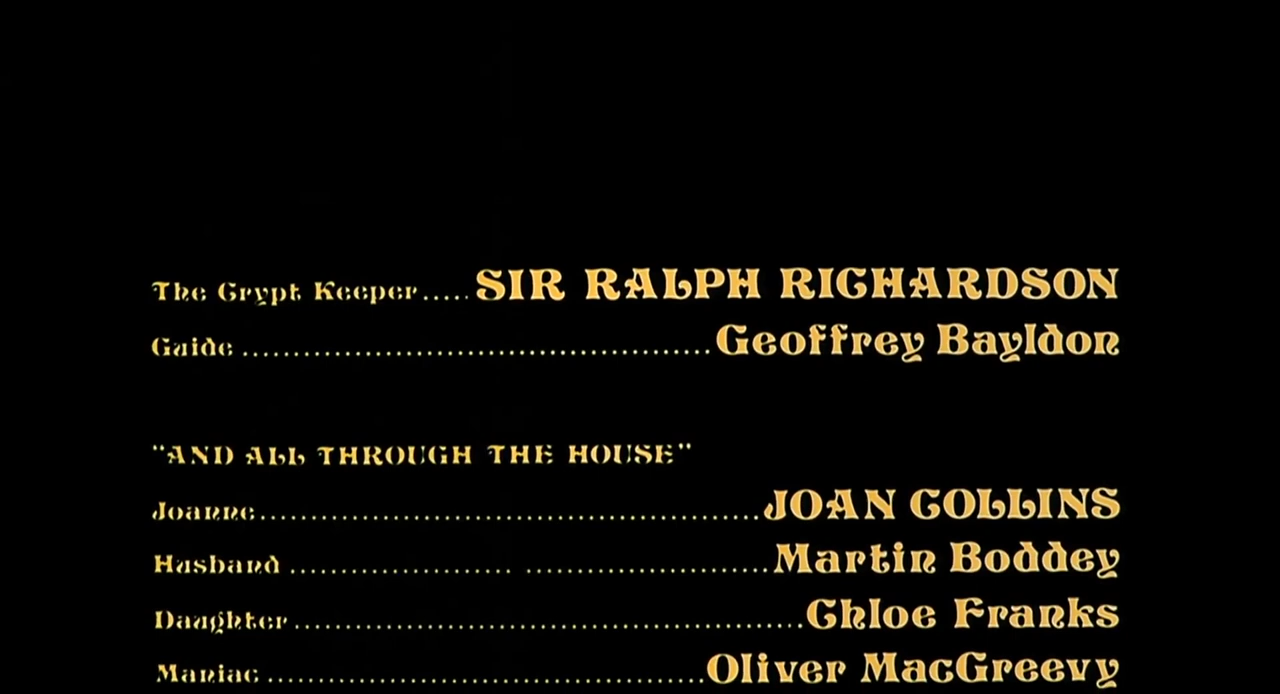 The Crypt Keeper.....SIR RALPH RICHARDSON
Guide ..............................................Geoffrey Bayldon
"AND ALL THROUGH THE HOUSE"
Joanne.................................................JOAN COLLINS
Husband ...................... ........................Martin Boddey
Daughter ..................................................Chloe Franks
Maniac ...........................................Oliver MacGreevy